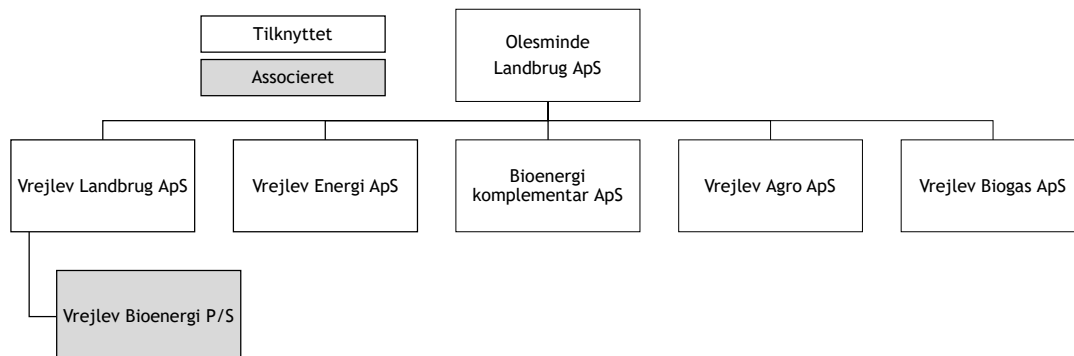 Tilknyttet
Associeret
Olesminde
Landbrug ApS
Vrejlev Landbrug ApS
Vrejlev Energi ApS
Bioenergi
komplementar ApS
Vrejlev Agro ApS
Vrejlev Biogas ApS
Vrejlev Bioenergi P/S